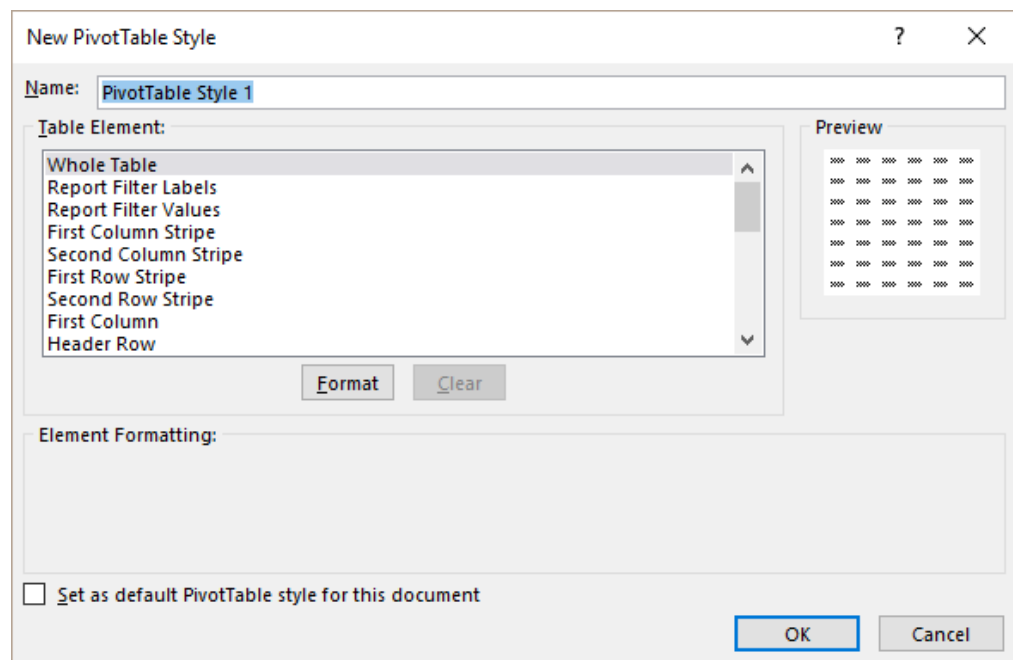 New PivotTable Style
?
Name: PivotTable Style 1
Table Element:
Preview
Whole Table
Report Filter Labels
Report Filter Values
First Column Stripe
Second Column Stripe
First Row Stripe
Second Row Stripe
First Column
Header Row
Format Clear
Element Formatting:
Set as default PivotTable style for this document
OK Cancel